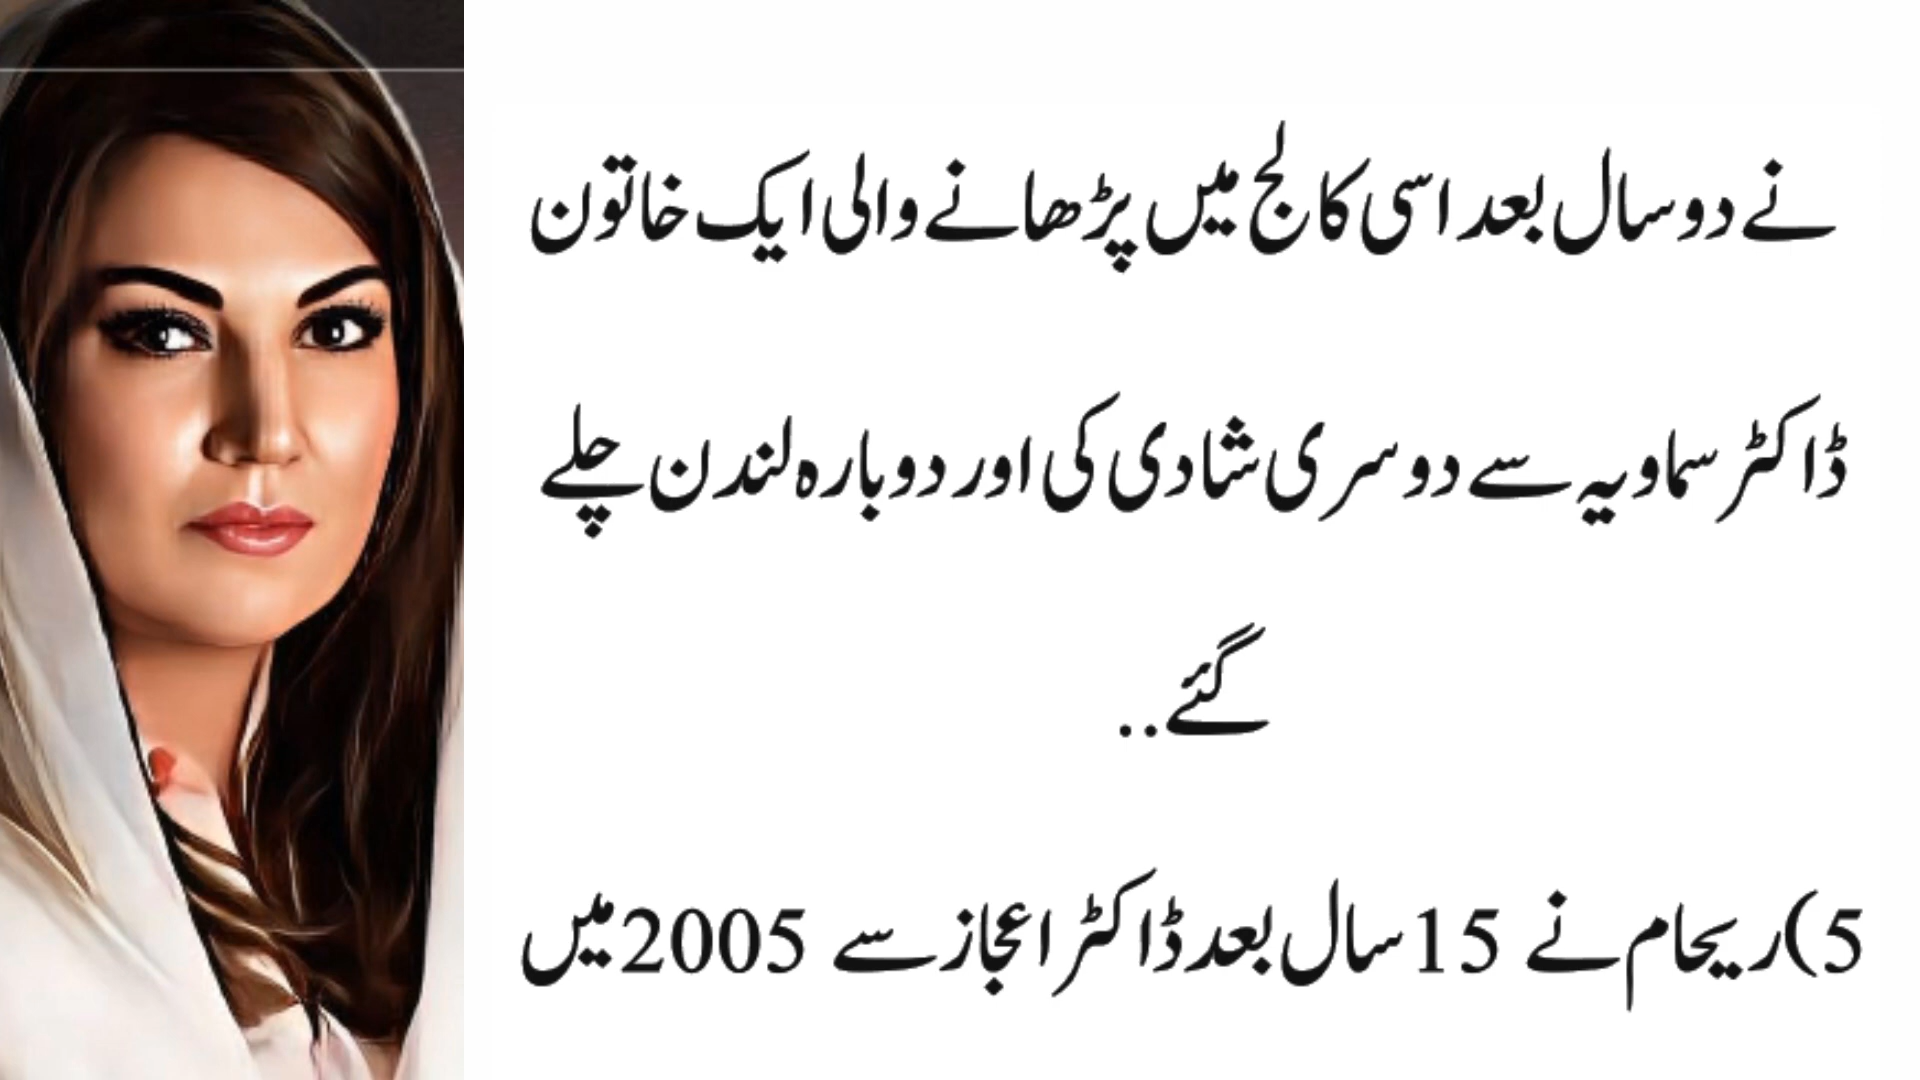 نے دو سال بعد اسی کالج میں پڑھانے والی ایک خاتون
ڈاکٹر سماویہ سے دوسری شادی کی اور دوبارہ لندن چلے
گئے..
5)ریحام نے 15 سال بعد ڈاکٹر اعجاز سے 2005 میں